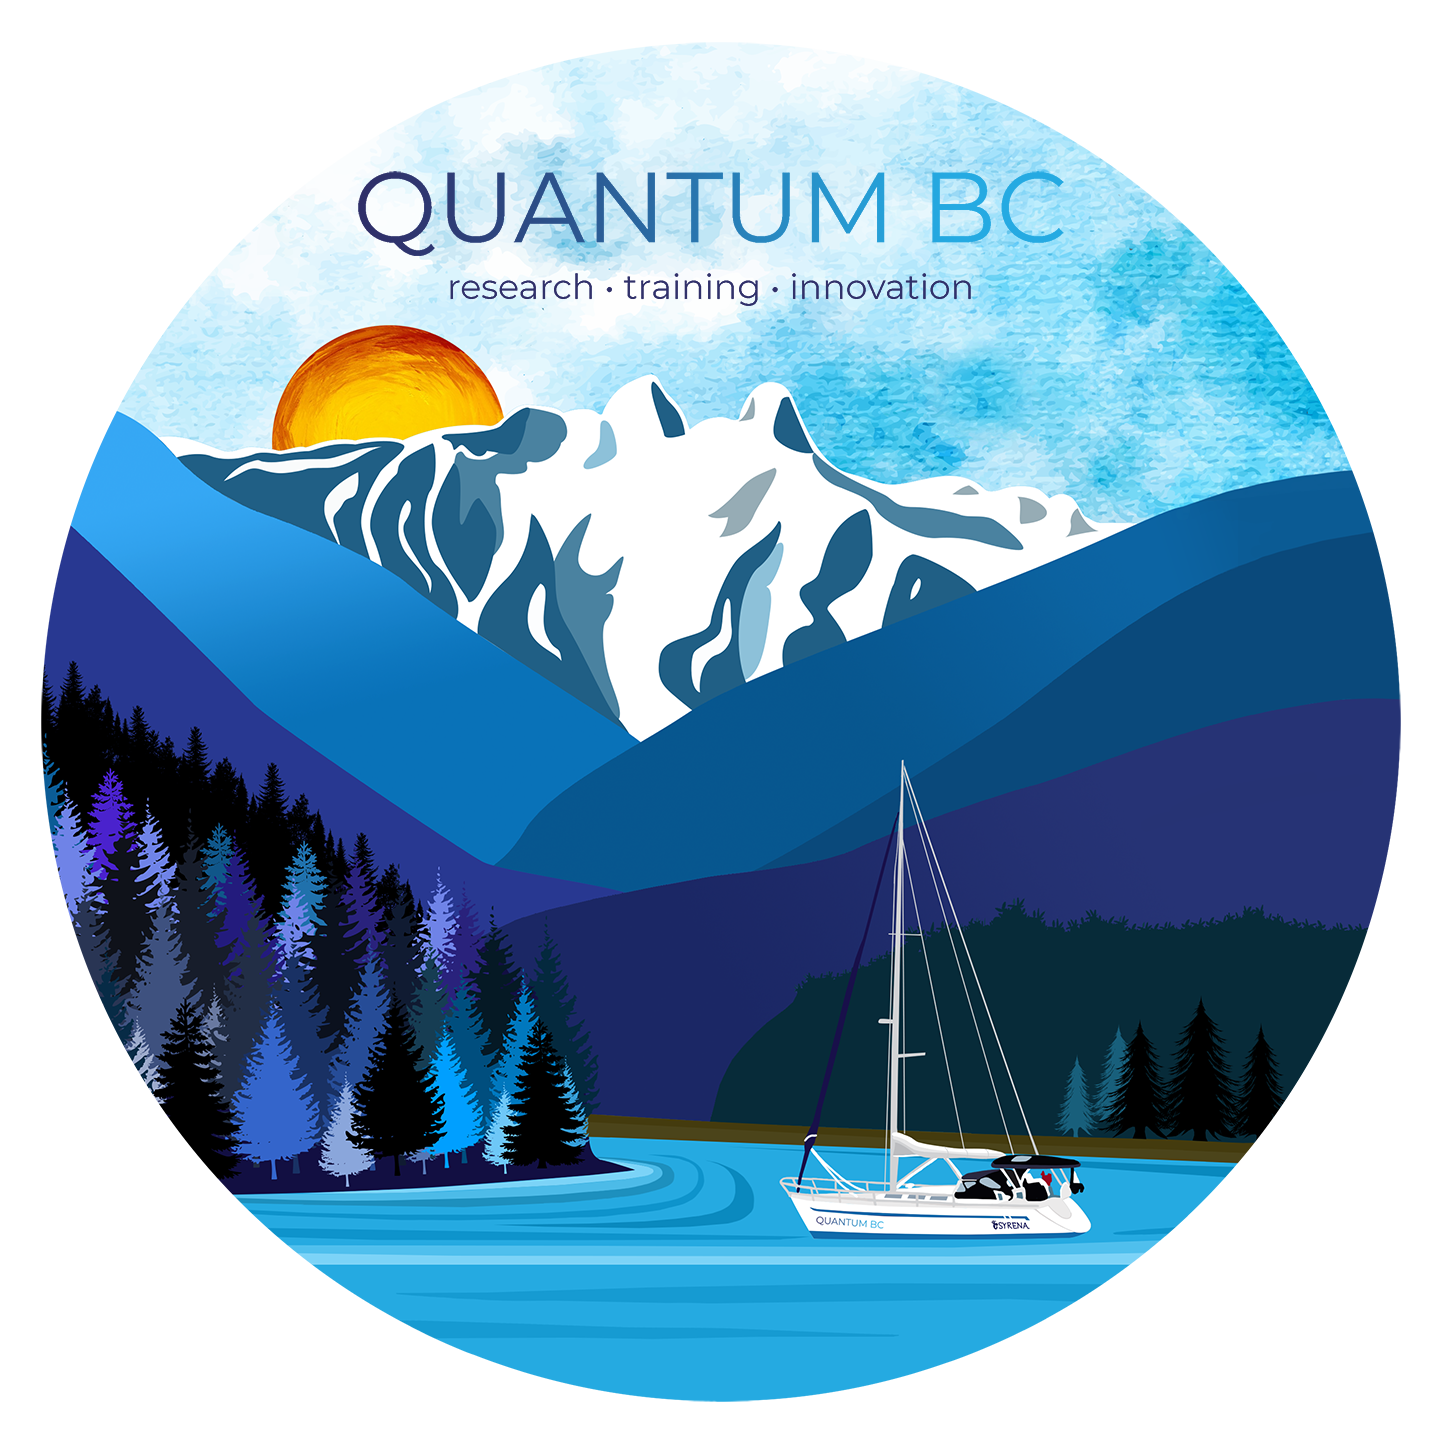 QUANTUM BC
research · training · innovation
QUANTUM BC
SYRENA